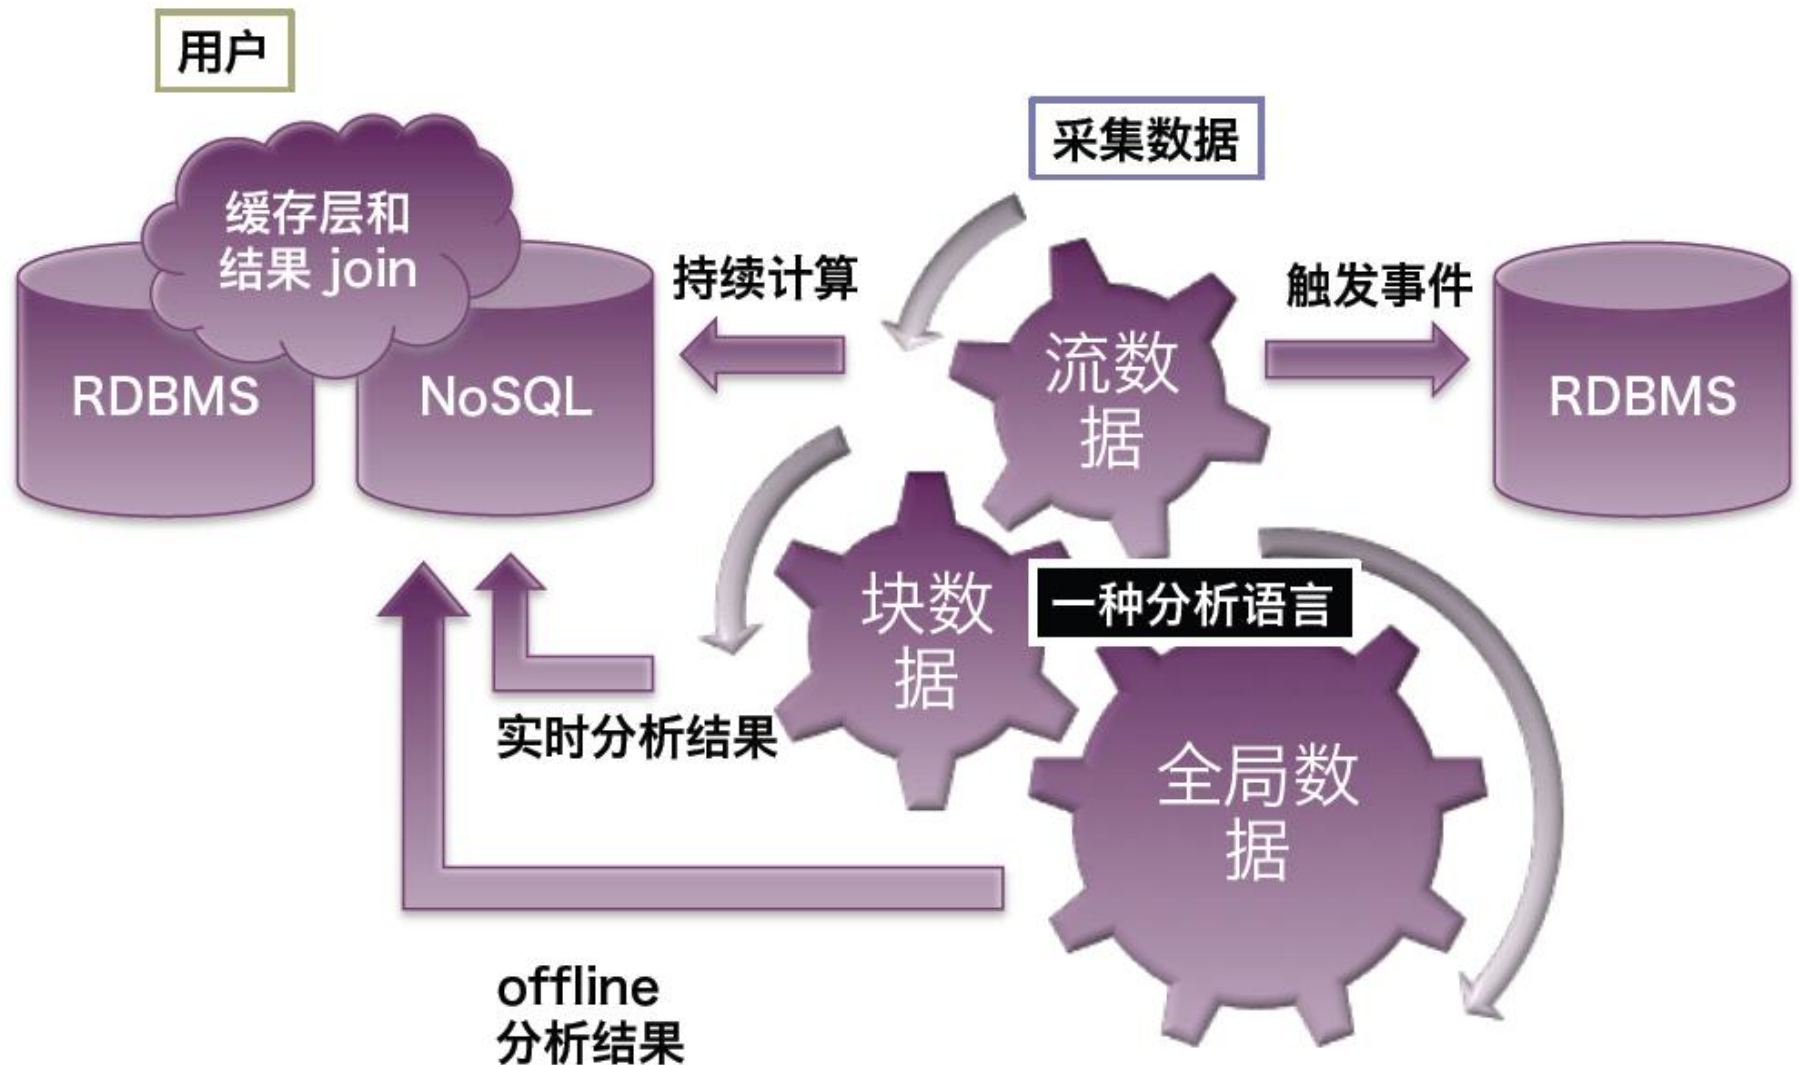 用户
采集数据
缓存层和
结果 join
持续计算
触发事件
RDBMS
NoSQL
流数
据
RDBMS
块数
据
一种分析语言
实时分析结果
全局数
据
offline
分析结果